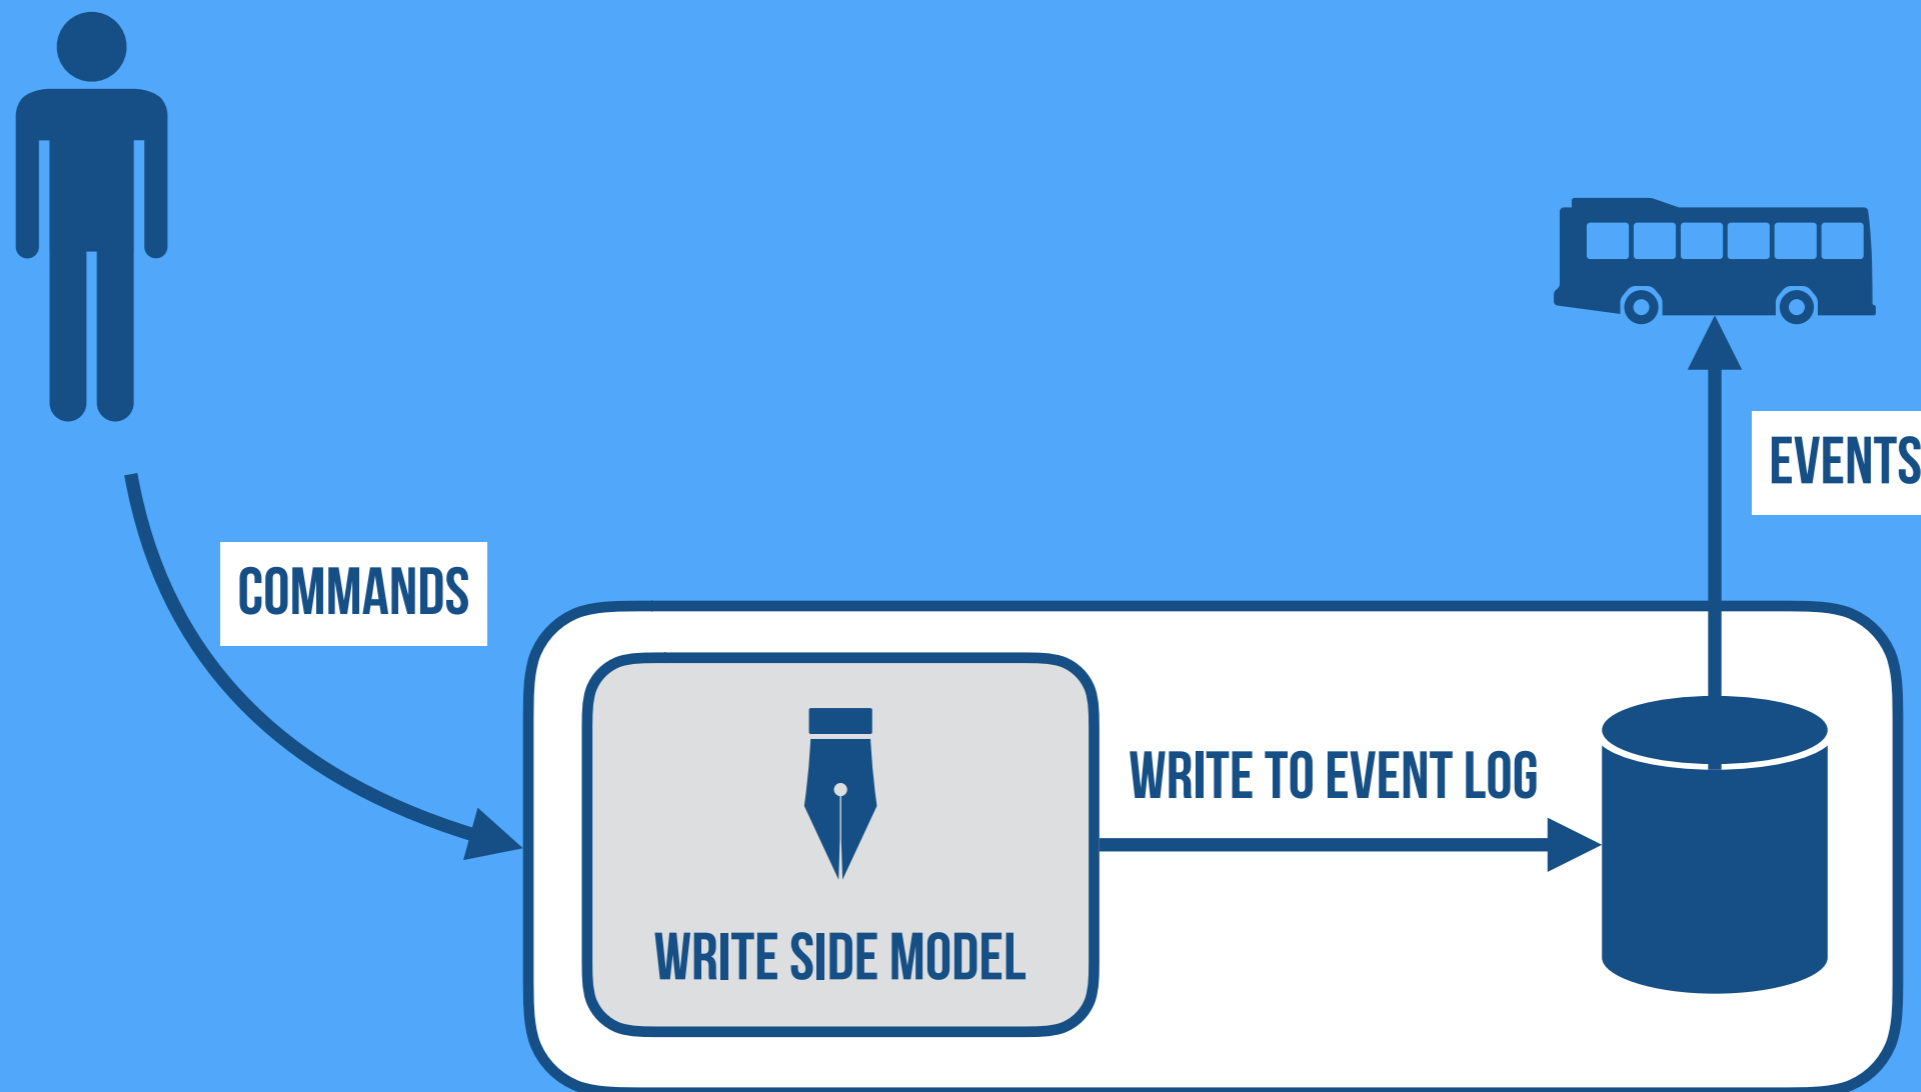 EVENTS
COMMANDS
WRITE TO EVENT LOG
WRITE SIDE MODEL